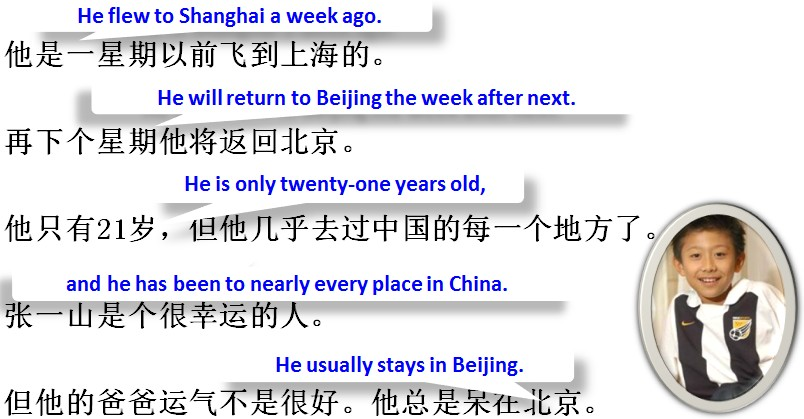 He flew to Shanghai a week ago.
他是一星期以前飞到上海的。
He will return to Beijing the week after next.
再下个星期他将返回北京。
He is only twenty-one years old,
他只有21岁，但他几乎去过中国的每一个地方了。
and he has been to nearly every place in China.
张一山是个很幸运的人。
He usually stays in Beijing.
但他的爸爸运气不是很好。他总是呆在北京。